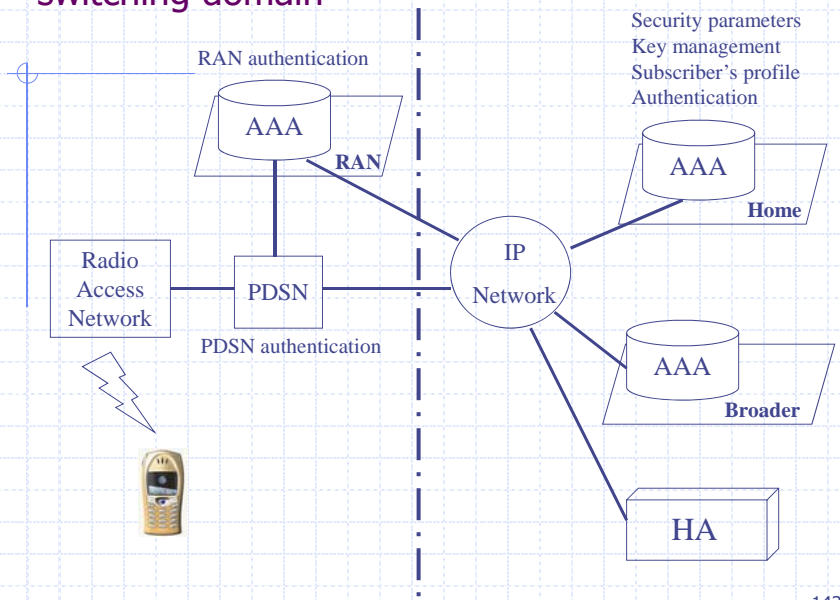 switching domain
Security parameters
Key management
Subscriber's profile
Authentication
RAN authentication
AAA
RAN
AAA
Home
Radio
Access
Network
PDSN
IP
Network
PDSN authentication
AAA
Broader
HA